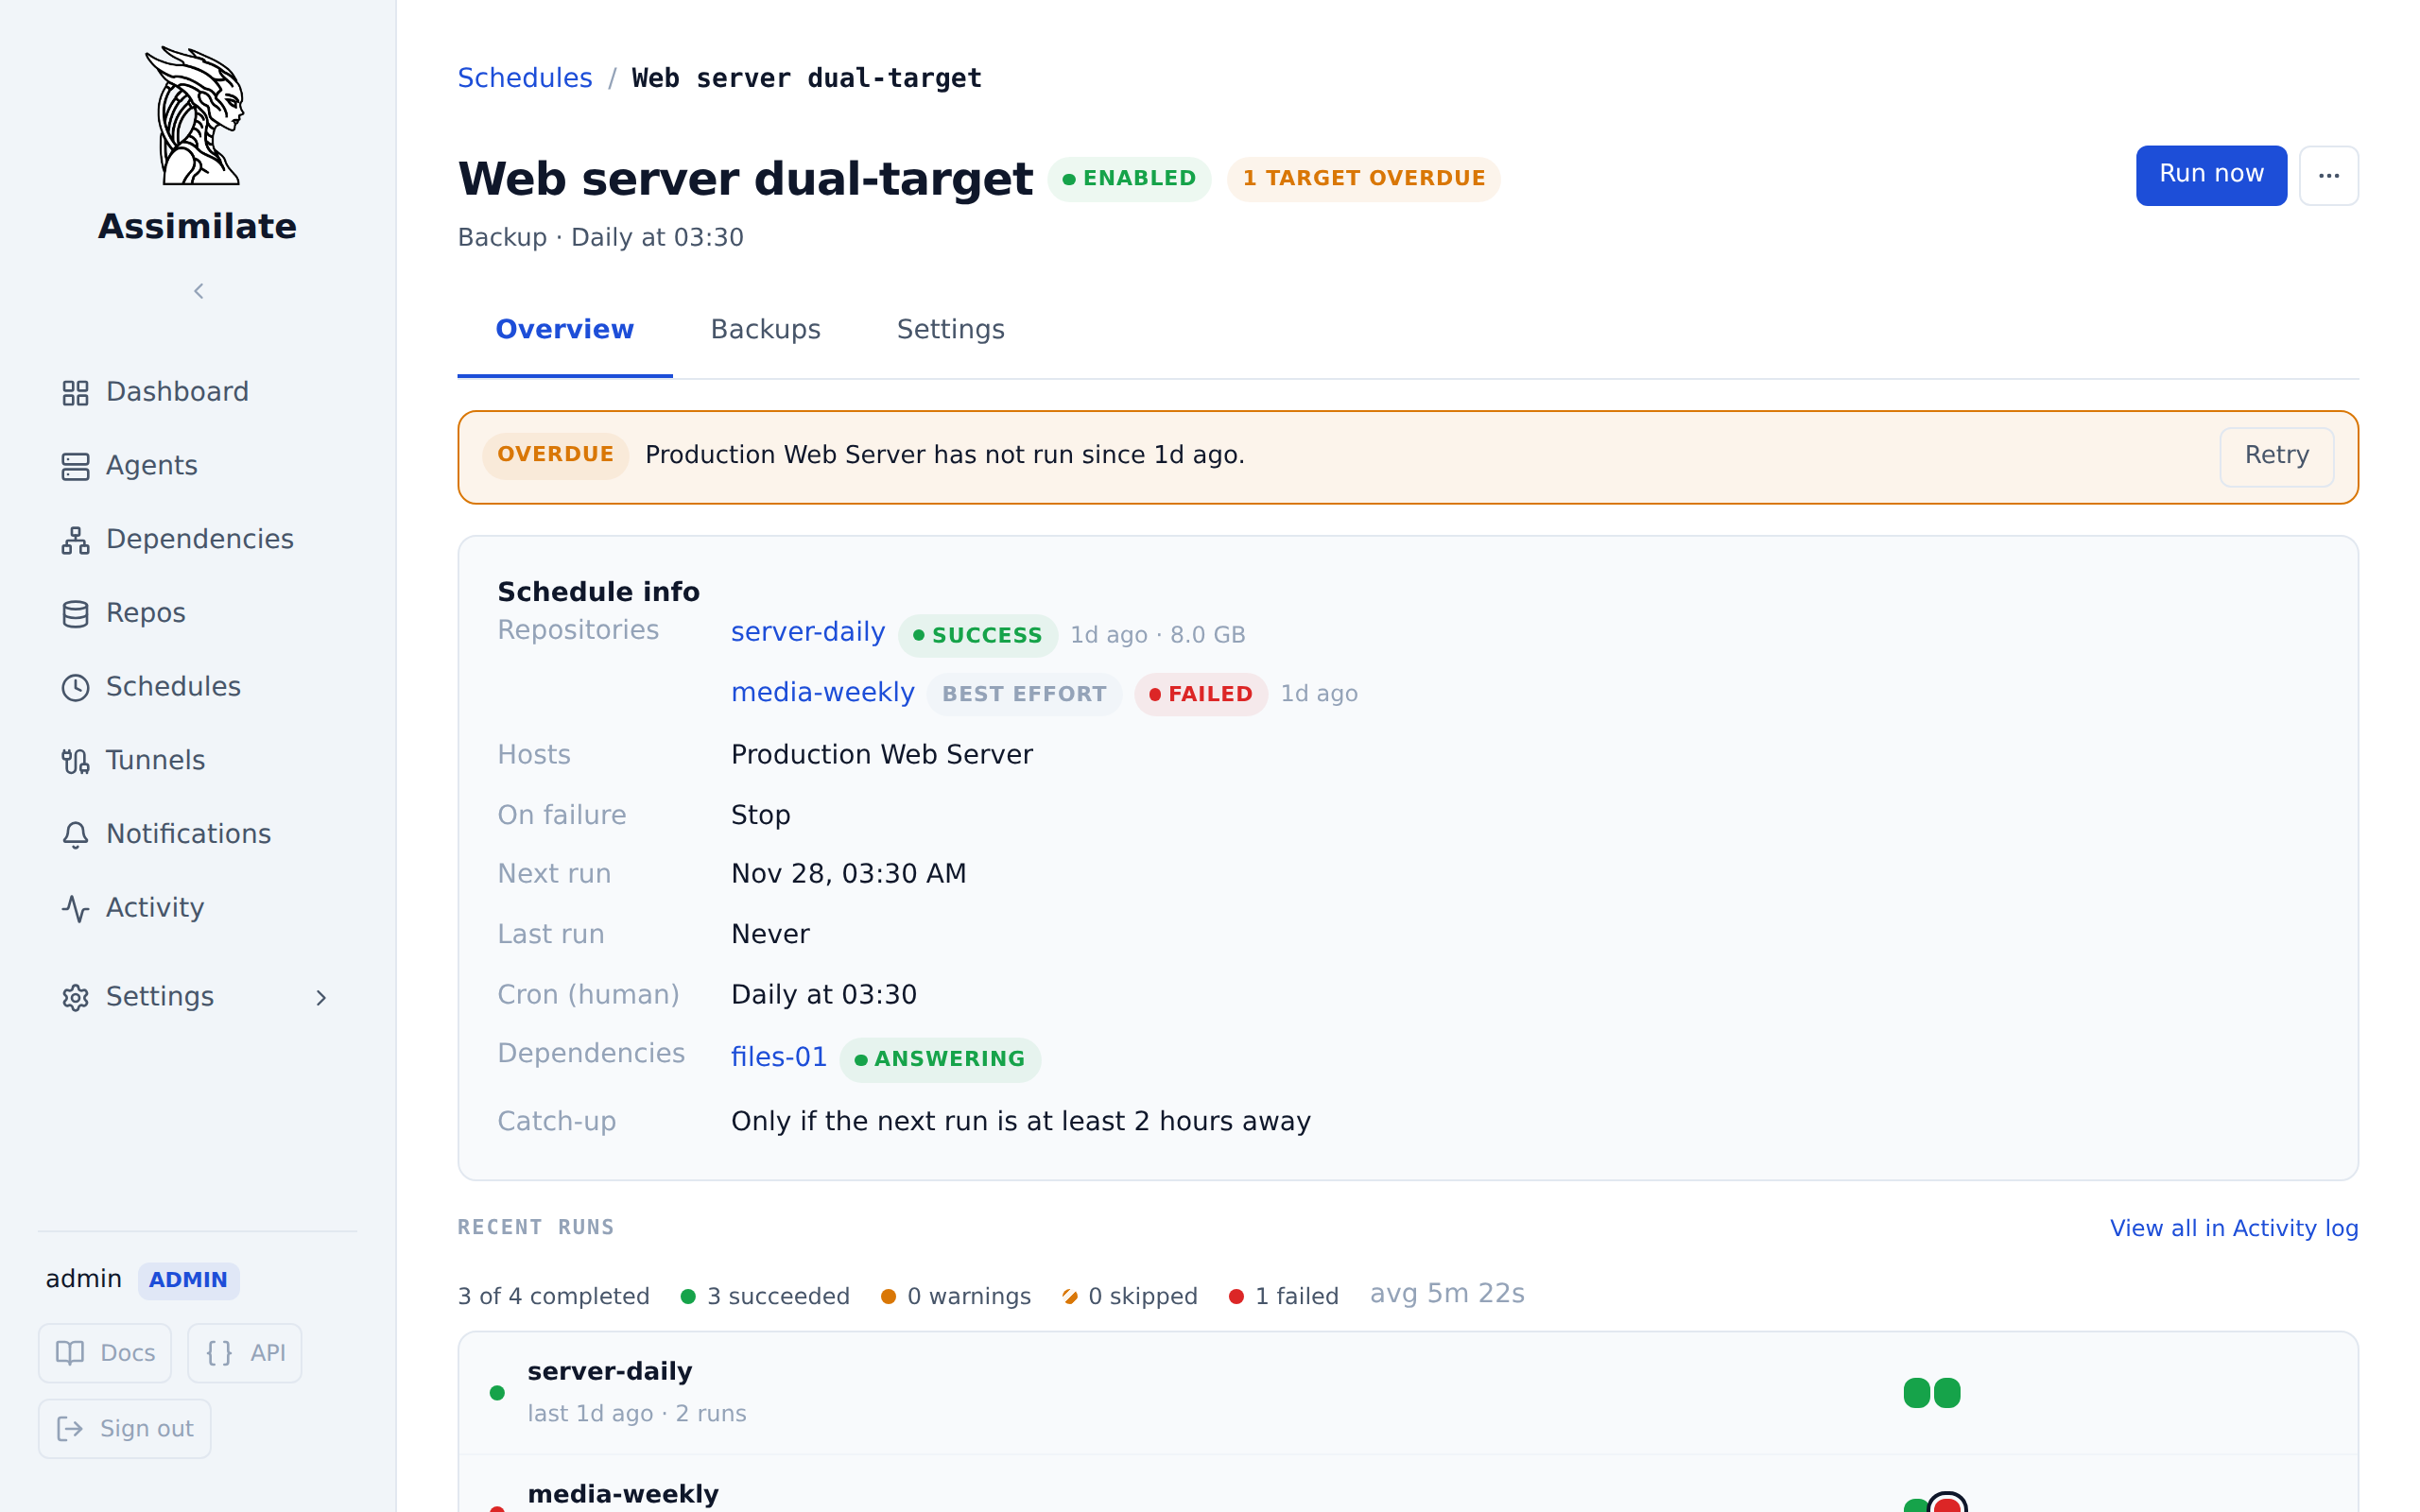 Assimilate
Dashboard
Agents
Dependencies
Repos
Schedules
Tunnels
Notifications
Activity
Settings
admin ADMIN
Docs API
Sign out
Schedules / Web server dual-target
Web server dual-target ENABLED 1 TARGET OVERDUE
Run now
Backup · Daily at 03:30
Overview Backups Settings
OVERDUE Production Web Server has not run since 1d ago. Retry
Schedule info
Repositories server-daily SUCCESS 1d ago · 8.0 GB
media-weekly BEST EFFORT FAILED 1d ago
Hosts Production Web Server
On failure Stop
Next run Nov 28, 03:30 AM
Last run Never
Cron (human) Daily at 03:30
Dependencies files-01 ANSWERING
Catch-up Only if the next run is at least 2 hours away
RECENT RUNS View all in Activity log
3 of 4 completed 3 succeeded 0 warnings 0 skipped 1 failed avg 5m 22s
server-daily
last 1d ago · 2 runs
media-weekly